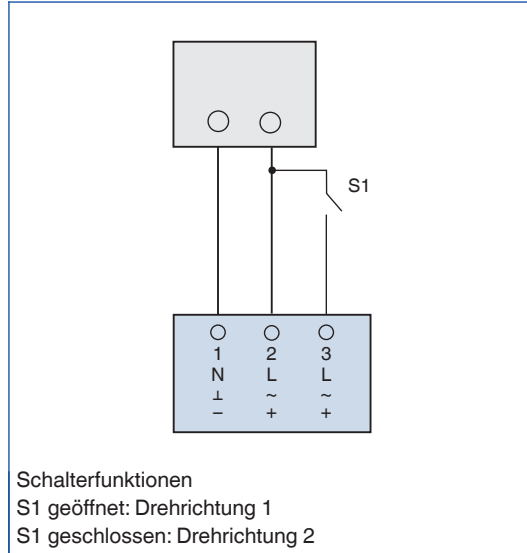 S1
1 2 3
N L L
⊥ ~ ~
− + +
Schalterfunktionen
S1 geöffnet: Drehrichtung 1
S1 geschlossen: Drehrichtung 2